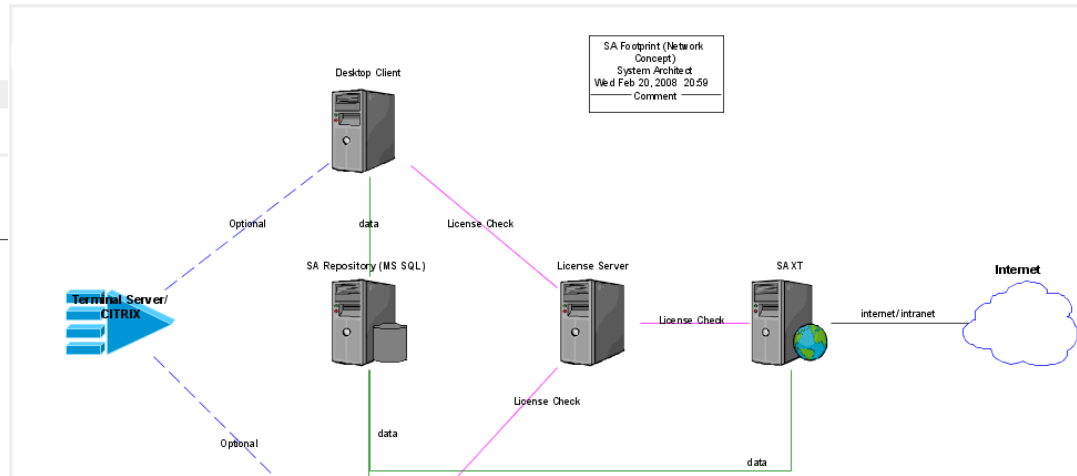 SA Footprint (Network
Concept)
System Architect
Wed Feb 20, 2008 20:59
Comment
Desktop Client
Optional
data
License Check
SA Repository (MS SQL)
License Server
SA XT
Internet
Terminal Server/
CITRIX
License Check
internet/intranet
License Check
Optional
data
data